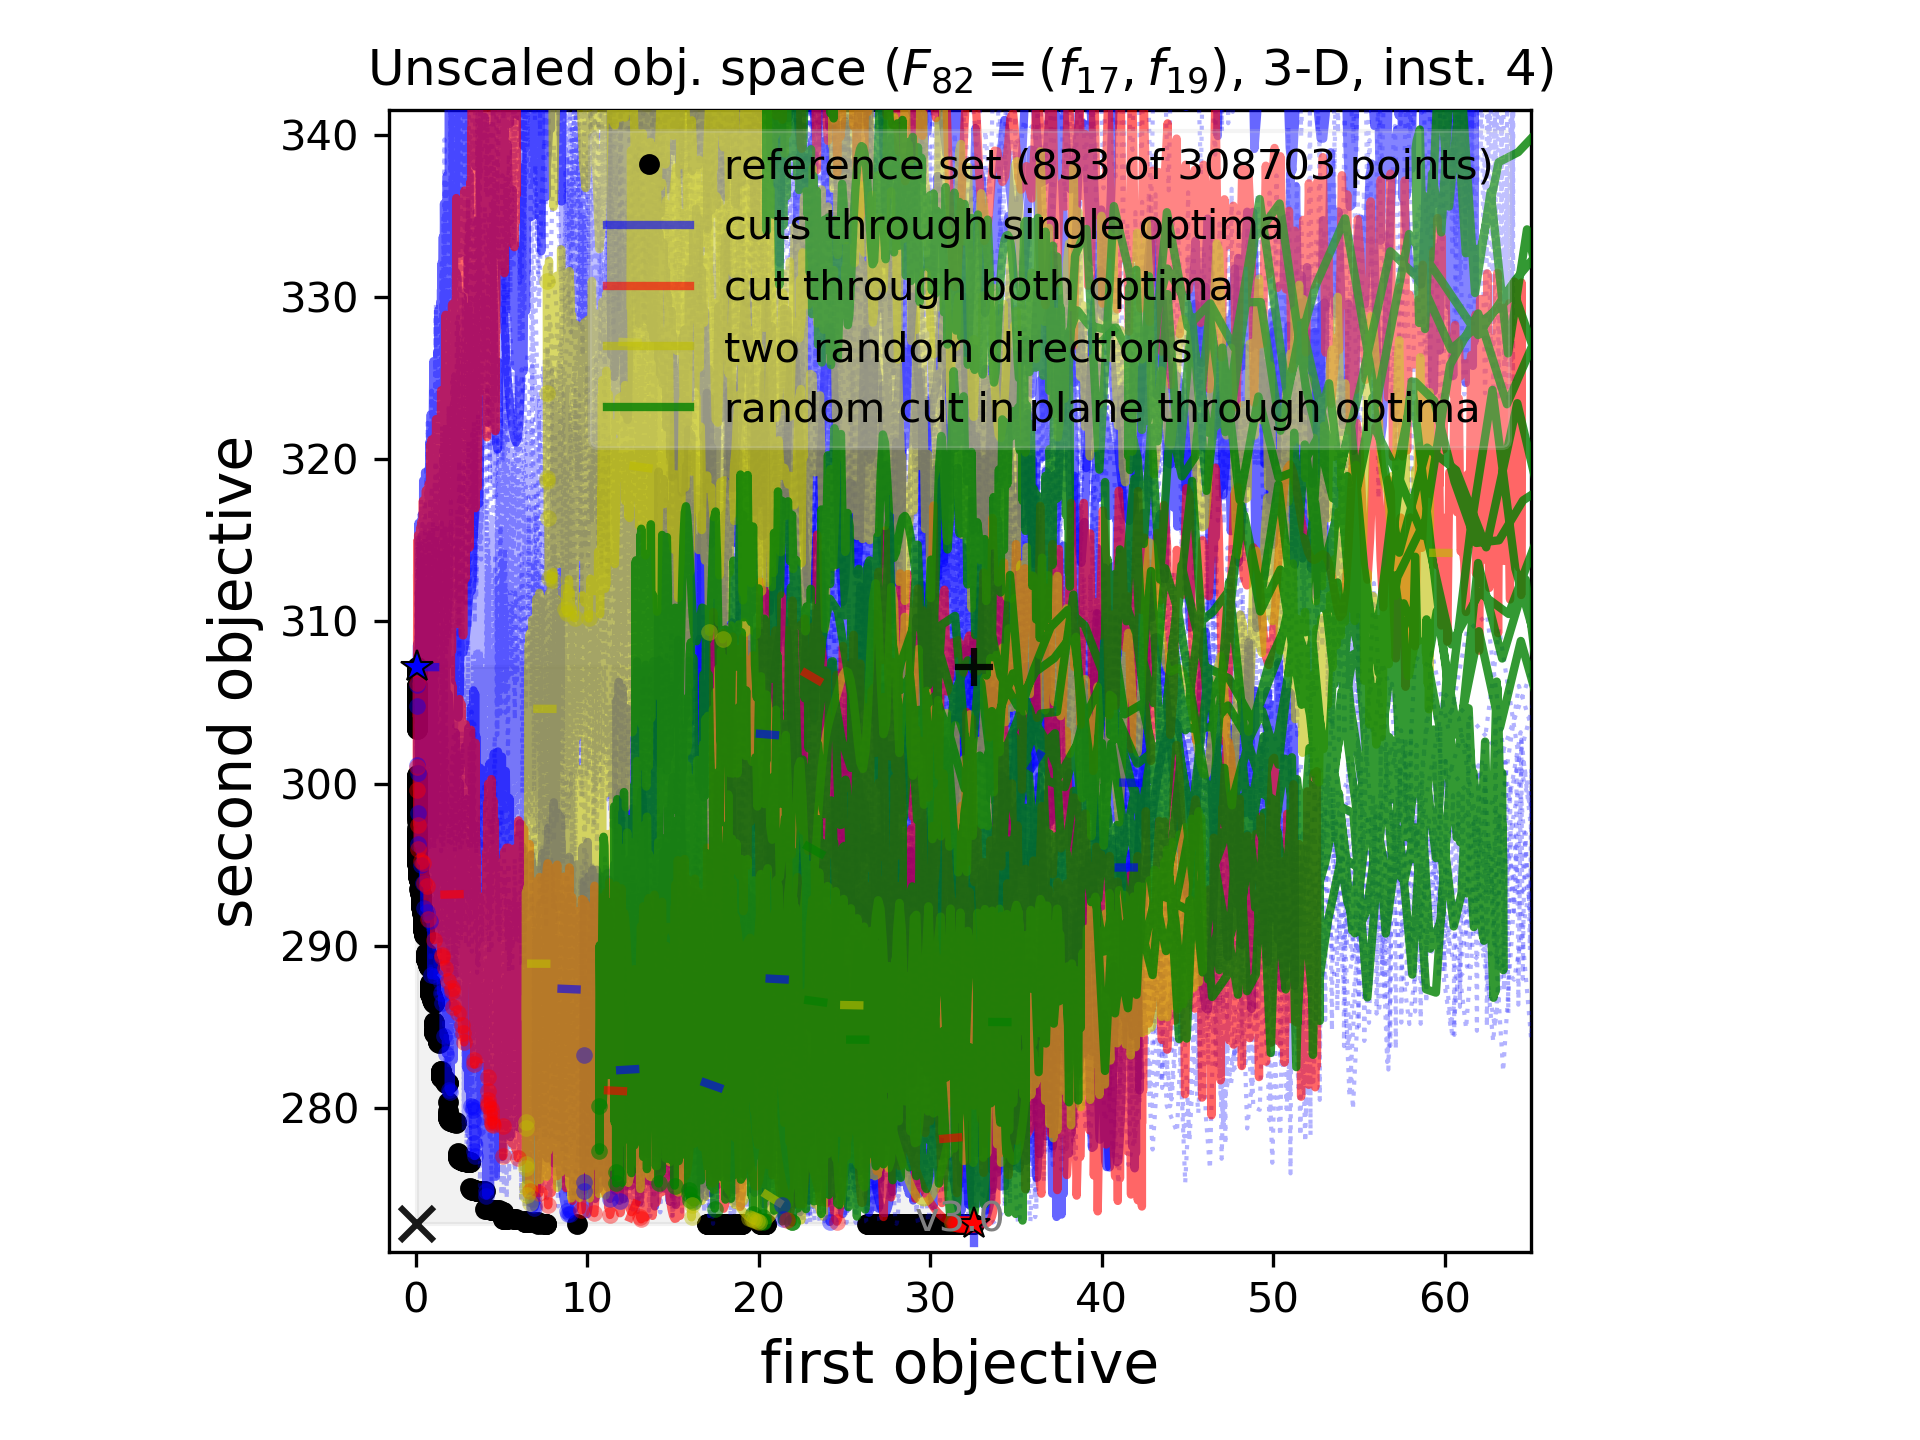 Unscaled obj. space (F82 = (f17, f19), 3-D, inst. 4)
reference set (833 of 308703 points)
cuts through single optima
cut through both optima
two random directions
random cut in plane through optima
second objective
340
330
320
310
300
290
280
v3.0
0 10 20 30 40 50 60
first objective